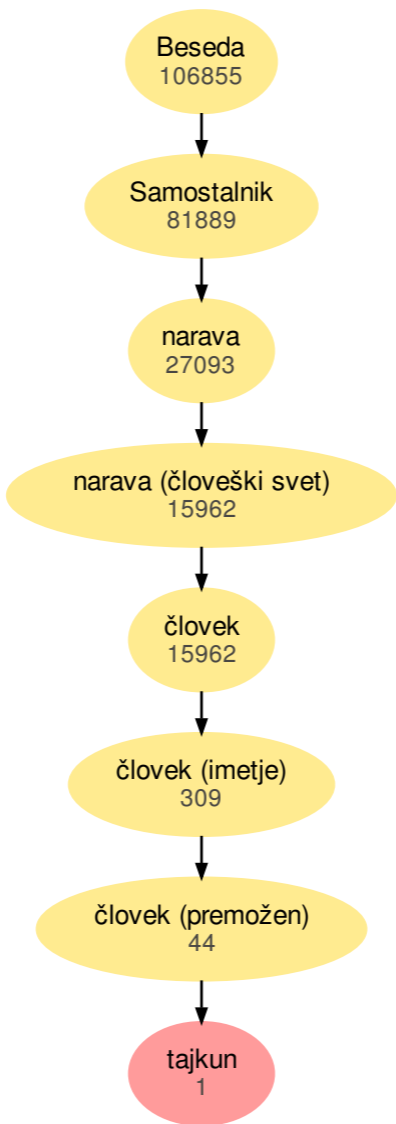 Beseda
106855
Samostalnik
81889
narava
27093
narava (človeški svet)
15962
človek
15962
človek (imetje)
309
človek (premožen)
44
tajkun
1